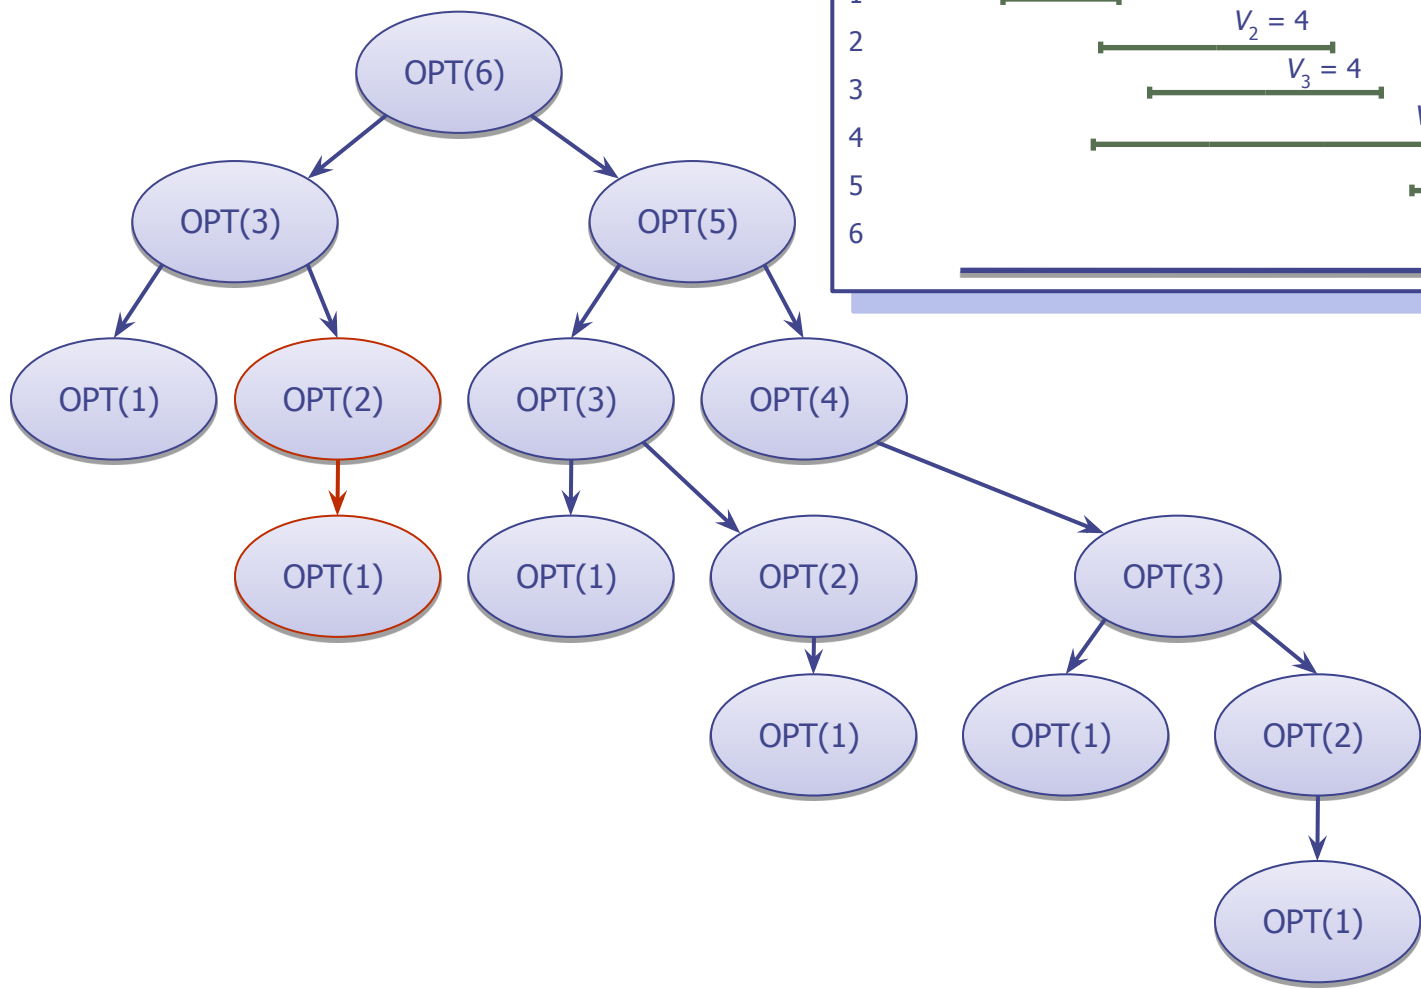 1
V2 = 4
2
V3 = 4
3
4
5
6
OPT(6)
OPT(3) OPT(5)
OPT(1) OPT(2) OPT(3) OPT(4)
OPT(1) OPT(1) OPT(2) OPT(3)
OPT(1) OPT(1) OPT(2)
OPT(1)